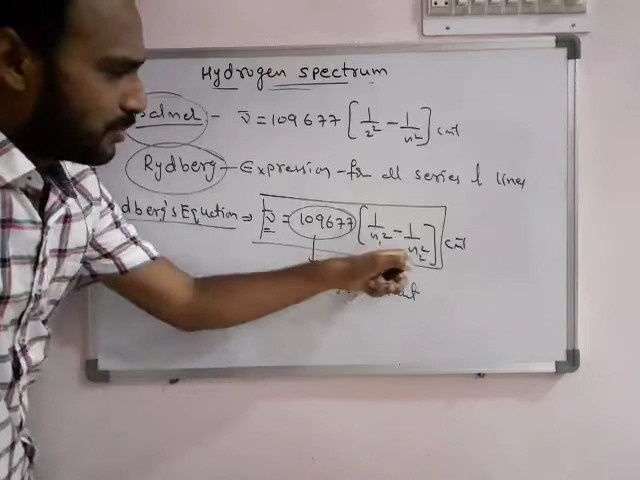 Hydrogen spectrum
ν̄ = 109677 [1/2² − 1/n²] cm⁻¹
Rydberg – Expression – for all series of lines
dberg's Equation ⇒ ν̄ = 109677 [1/n₁² − 1/n₂²] cm⁻¹